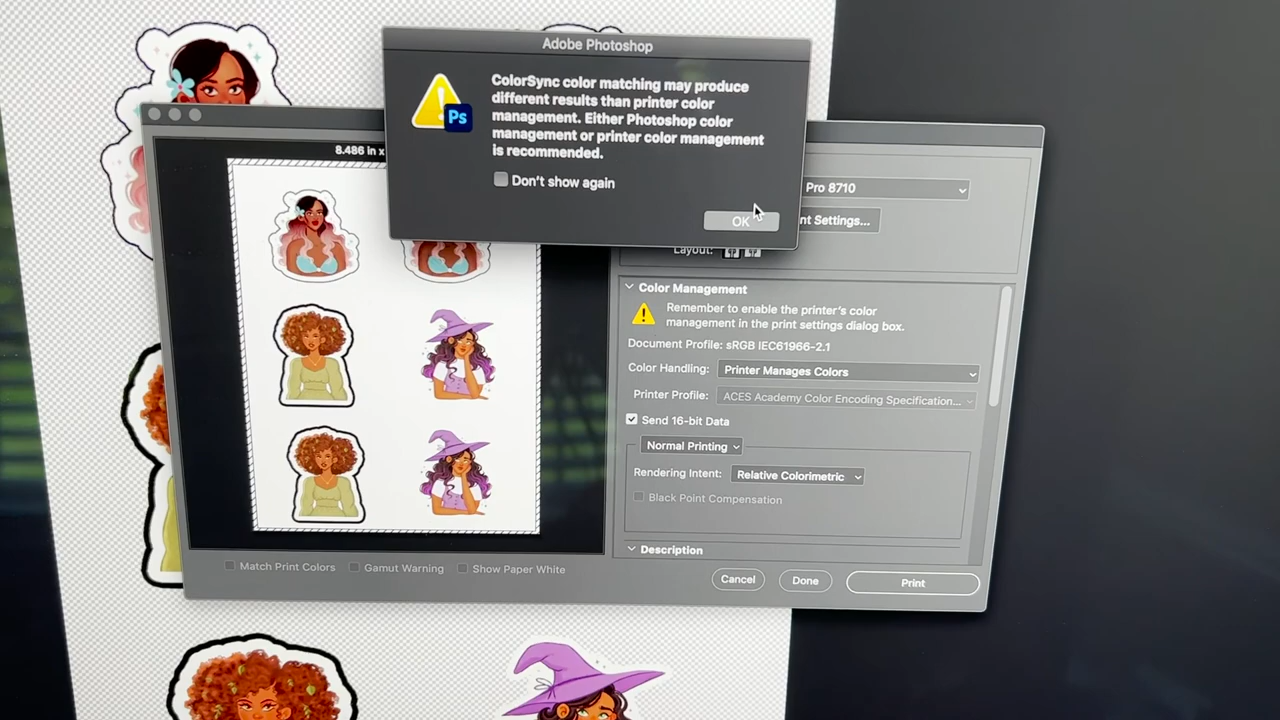 Adobe Photoshop
ColorSync color matching may produce
different results than printer color
management. Either Photoshop color
management or printer color management
is recommended.
Ps
Don't show again
OK
8.486 in x
Pro 8710
nt Settings...
Layout:
Color Management
Remember to enable the printer's color
management in the print settings dialog box.
Document Profile: sRGB IEC61966-2.1
Color Handling: Printer Manages Colors
Printer Profile: ACES Academy Color Encoding Specification...
Send 16-bit Data
Normal Printing
Rendering Intent: Relative Colorimetric
Black Point Compensation
Description
Match Print Colors Gamut Warning Show Paper White
Cancel Done Print